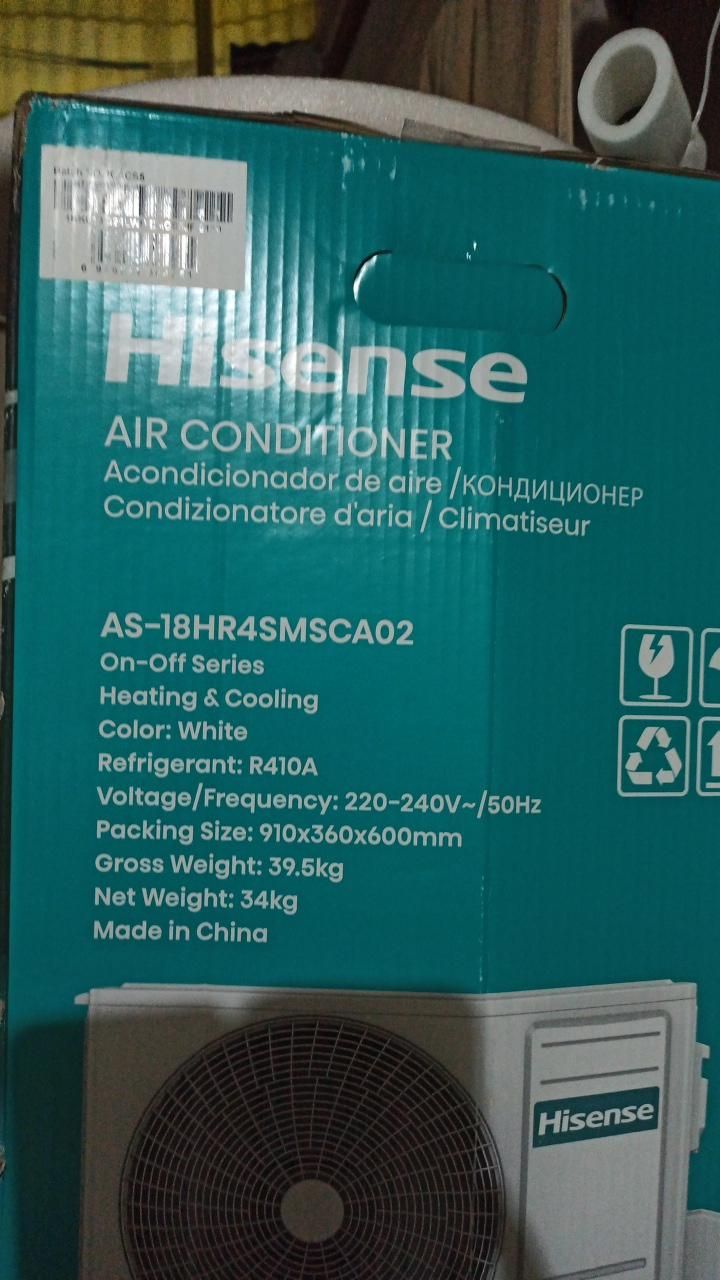 Hisense
AIR CONDITIONER
Acondicionador de aire /КОНДИЦИОНЕР
Condizionatore d'aria / Climatiseur
AS-18HR4SMSCA02
On-Off Series
Heating & Cooling
Color: White
Refrigerant: R410A
Voltage/Frequency: 220-240V~/50Hz
Packing Size: 910x360x600mm
Gross Weight: 39.5kg
Net Weight: 34kg
Made in China
Hisense